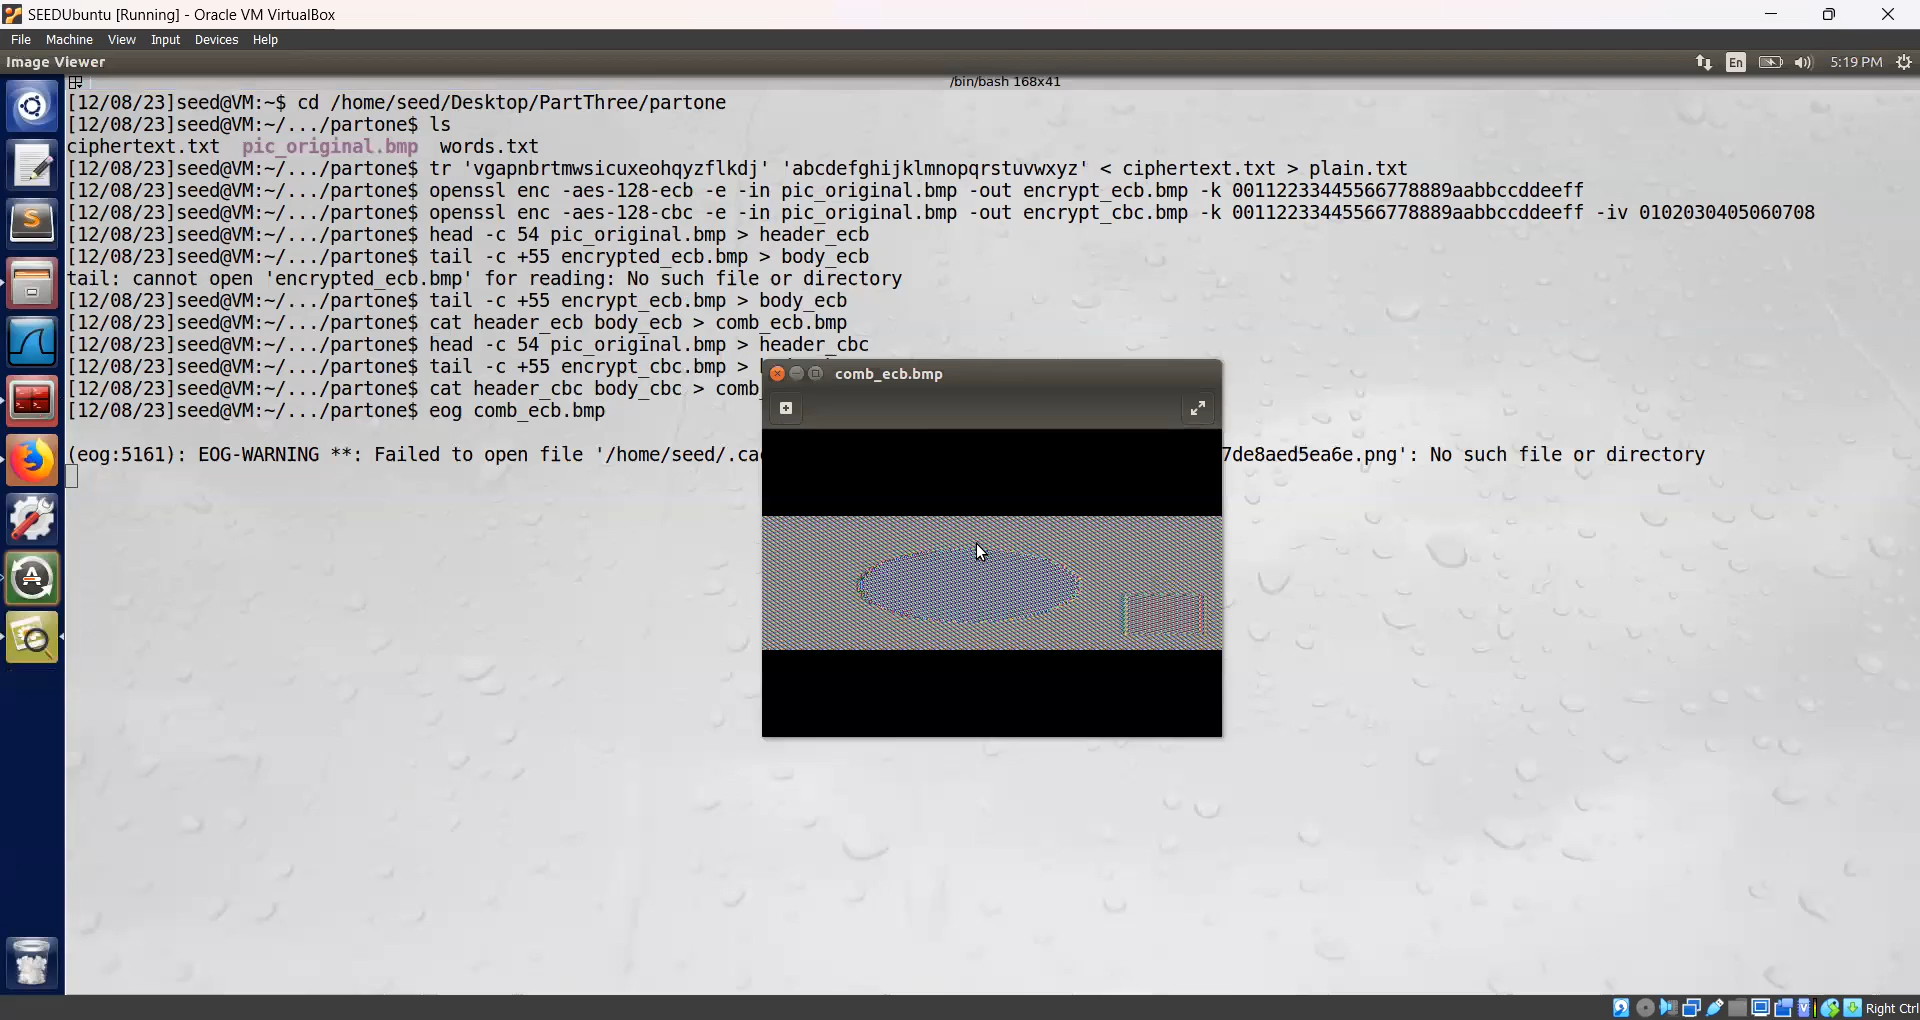 SEEDUbuntu [Running] - Oracle VM VirtualBox
File Machine View Input Devices Help
Image Viewer En 5:19 PM
/bin/bash 168x41
[12/08/23]seed@VM:~$ cd /home/seed/Desktop/PartThree/partone
[12/08/23]seed@VM:~/.../partone$ ls
ciphertext.txt pic_original.bmp words.txt
[12/08/23]seed@VM:~/.../partone$ tr 'vgapnbrtmwsicuxeohqyzflkdj' 'abcdefghijklmnopqrstuvwxyz' < ciphertext.txt > plain.txt
[12/08/23]seed@VM:~/.../partone$ openssl enc -aes-128-ecb -e -in pic_original.bmp -out encrypt_ecb.bmp -k 00112233445566778889aabbccddeeff
[12/08/23]seed@VM:~/.../partone$ openssl enc -aes-128-cbc -e -in pic_original.bmp -out encrypt_cbc.bmp -k 00112233445566778889aabbccddeeff -iv 0102030405060708
[12/08/23]seed@VM:~/.../partone$ head -c 54 pic_original.bmp > header_ecb
[12/08/23]seed@VM:~/.../partone$ tail -c +55 encrypted_ecb.bmp > body_ecb
tail: cannot open 'encrypted_ecb.bmp' for reading: No such file or directory
[12/08/23]seed@VM:~/.../partone$ tail -c +55 encrypt_ecb.bmp > body_ecb
[12/08/23]seed@VM:~/.../partone$ cat header_ecb body_ecb > comb_ecb.bmp
[12/08/23]seed@VM:~/.../partone$ head -c 54 pic_original.bmp > header_cbc
[12/08/23]seed@VM:~/.../partone$ tail -c +55 encrypt_cbc.bmp >
[12/08/23]seed@VM:~/.../partone$ cat header_cbc body_cbc > comb_
[12/08/23]seed@VM:~/.../partone$ eog comb_ecb.bmp
(eog:5161): EOG-WARNING **: Failed to open file '/home/seed/.ca 7de8aed5ea6e.png': No such file or directory
comb_ecb.bmp
Right Ctrl